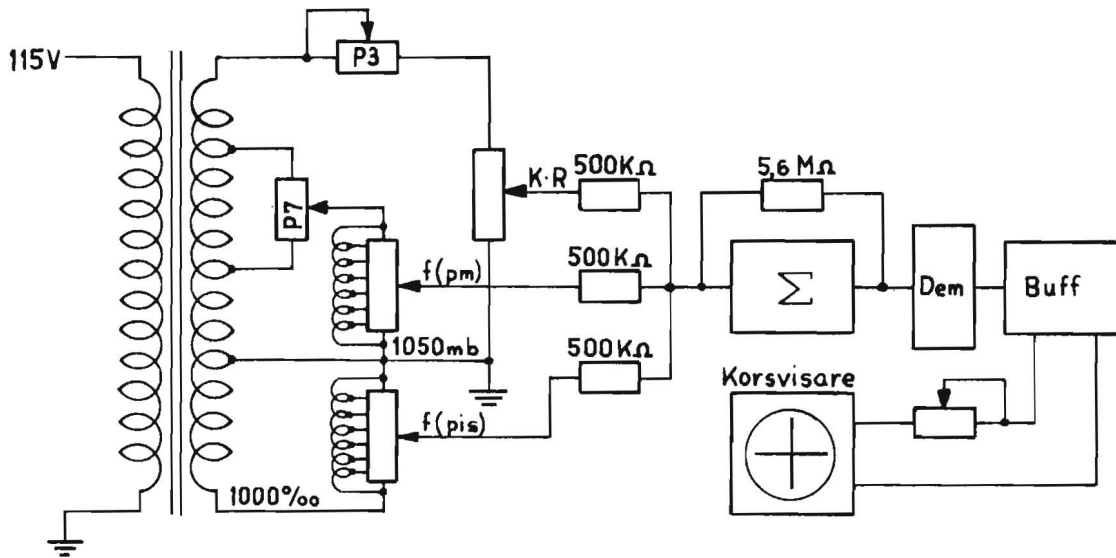 115V
P3
P7
K·R
500KΩ
5,6 MΩ
f(pm)
500KΩ
Σ
Dem
Buff
1050mb
500KΩ
Korsvisare
f(pis)
1000‰